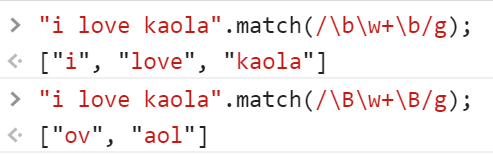 > "i love kaola".match(/\b\w+\b/g);
< ["i", "love", "kaola"]
> "i love kaola".match(/\B\w+\B/g);
< ["ov", "aol"]